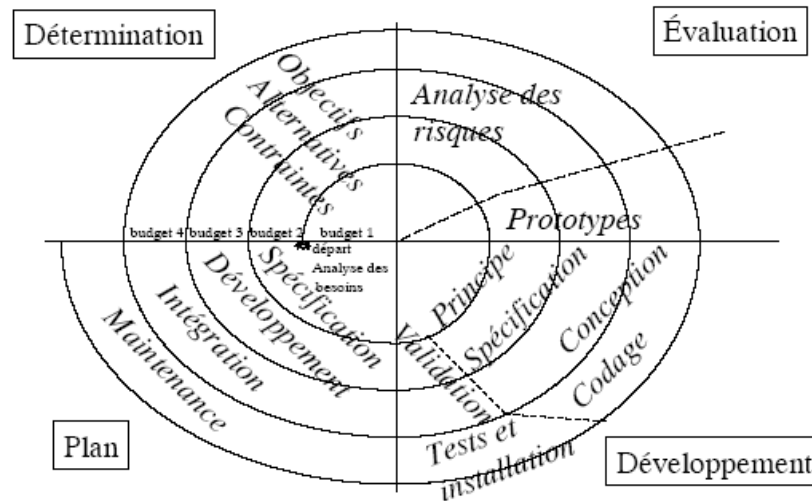 Détermination
Évaluation
Objectifs
Alternatives
Contraintes
Analyse des
risques
Prototypes
budget 4
budget 3
budget 2
budget 1
départ
Analyse des
besoins
Spécification
Développement
Intégration
Maintenance
Principe
Spécification
Conception
Codage
Validation
Tests et
installation
Plan
Développement